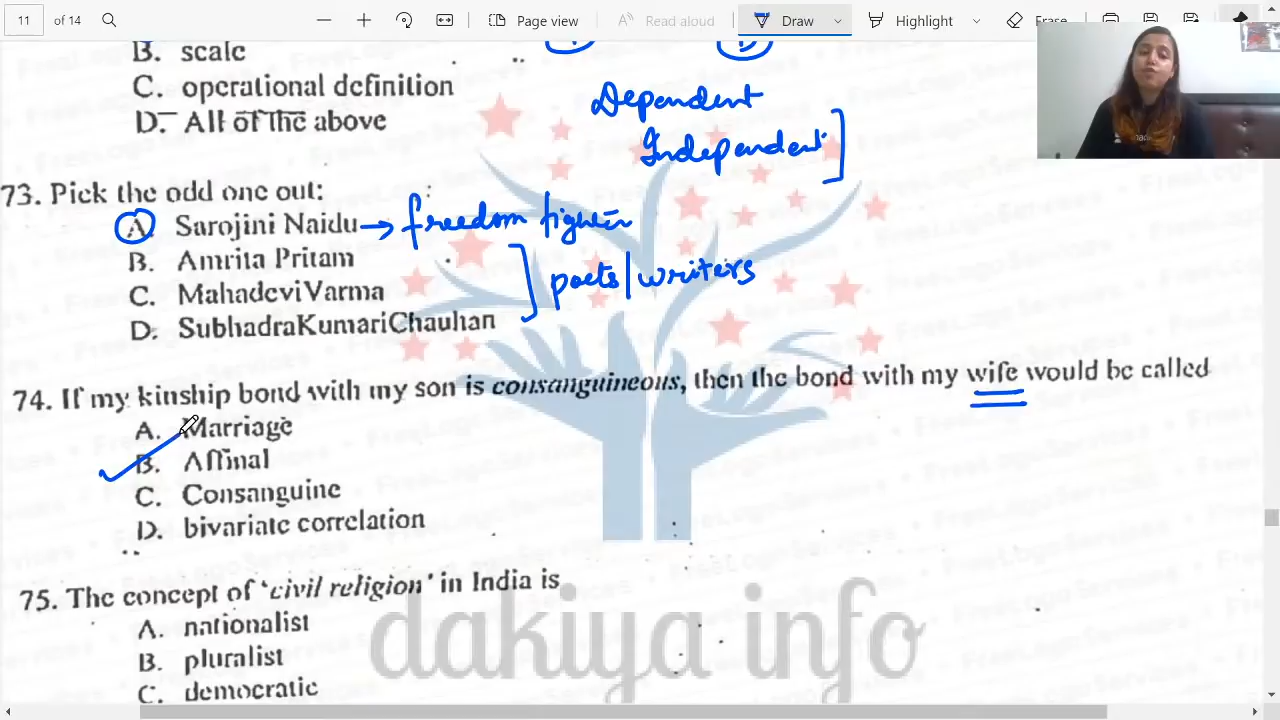 11 of 14
Page view
Read aloud
Draw
Highlight
Erase
B. scale
C. operational definition
D. All of the above
Dependent
Independent
73. Pick the odd one out:
A. Sarojini Naidu → freedom fighter
B. Amrita Pritam
C. MahadeviVarma
D. SubhadraKumariChauhan
poets/writers
74. If my kinship bond with my son is consanguineous, then the bond with my wife would be called
A. Marriage
B. Affinal
C. Consanguine
D. bivariate correlation
75. The concept of 'civil religion' in India is
A. nationalist
B. pluralist
C. democratic
dakiya info